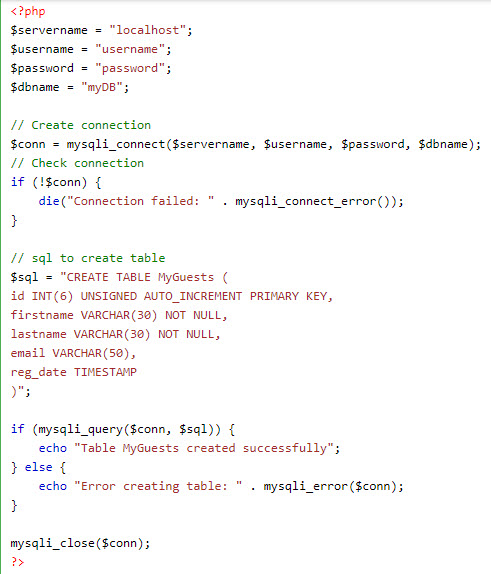 <?php
$servername = "localhost";
$username = "username";
$password = "password";
$dbname = "myDB";

// Create connection
$conn = mysqli_connect($servername, $username, $password, $dbname);
// Check connection
if (!$conn) {
    die("Connection failed: " . mysqli_connect_error());
}

// sql to create table
$sql = "CREATE TABLE MyGuests (
id INT(6) UNSIGNED AUTO_INCREMENT PRIMARY KEY,
firstname VARCHAR(30) NOT NULL,
lastname VARCHAR(30) NOT NULL,
email VARCHAR(50),
reg_date TIMESTAMP
)";

if (mysqli_query($conn, $sql)) {
    echo "Table MyGuests created successfully";
} else {
    echo "Error creating table: " . mysqli_error($conn);
}

mysqli_close($conn);
?>